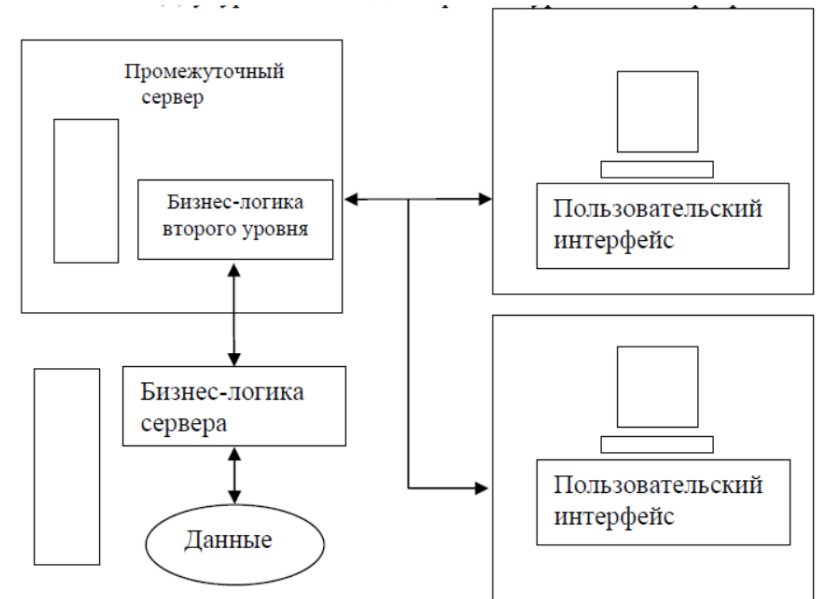 Промежуточный
сервер
Бизнес-логика
второго уровня
Пользовательский
интерфейс
Бизнес-логика
сервера
Данные
Пользовательский
интерфейс